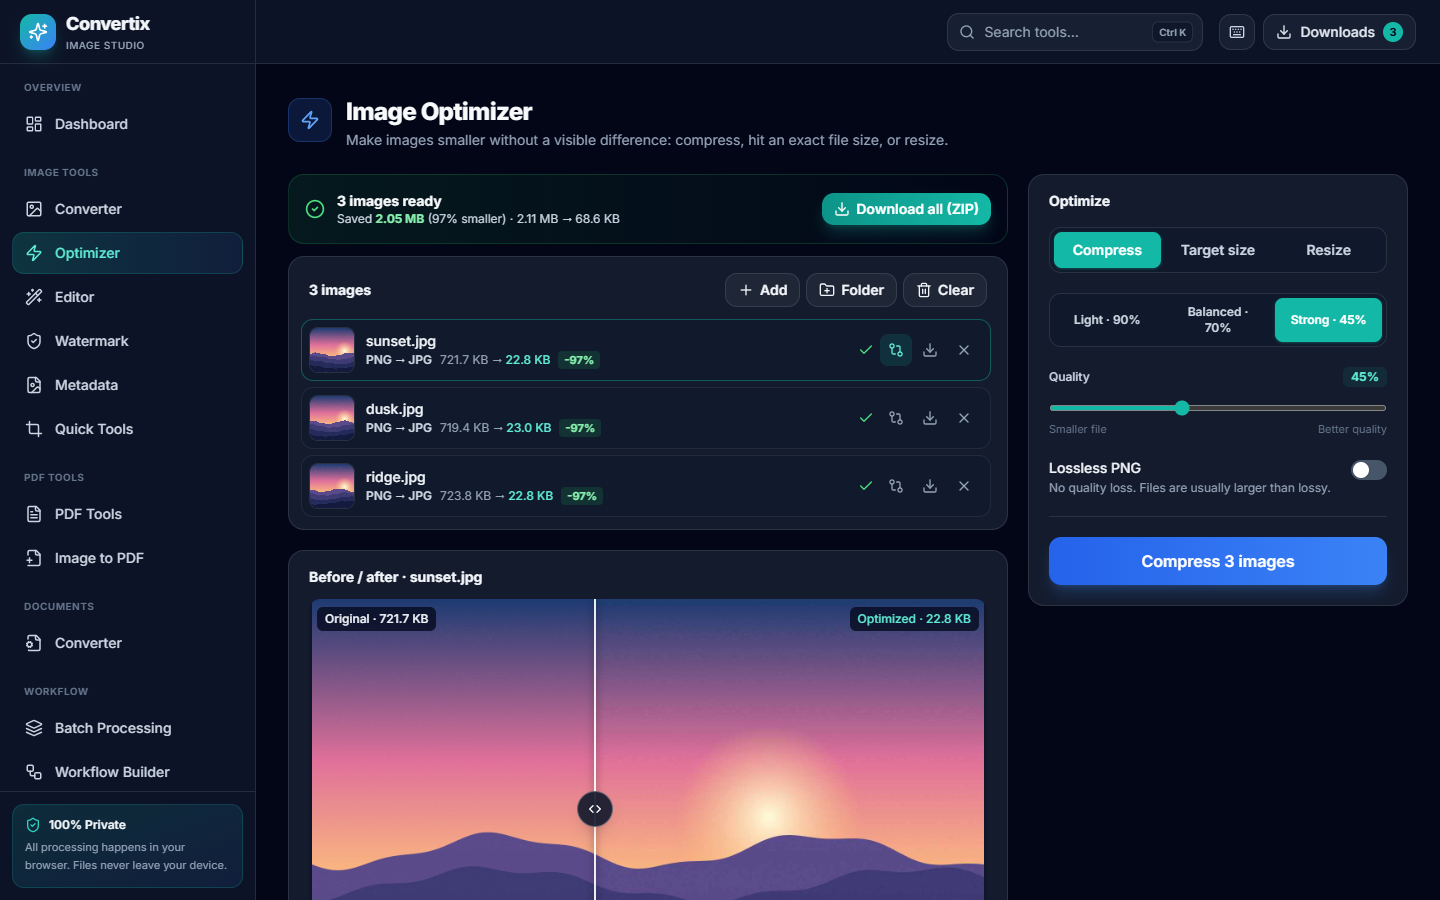 Convertix
IMAGE STUDIO
Search tools...
Ctrl K
Downloads
3
OVERVIEW
Dashboard
IMAGE TOOLS
Converter
Optimizer
Editor
Watermark
Metadata
Quick Tools
PDF TOOLS
PDF Tools
Image to PDF
DOCUMENTS
Converter
WORKFLOW
Batch Processing
Workflow Builder
100% Private
All processing happens in your
browser. Files never leave your device.
Image Optimizer
Make images smaller without a visible difference: compress, hit an exact file size, or resize.
3 images ready
Saved 2.05 MB (97% smaller) · 2.11 MB → 68.6 KB
Download all (ZIP)
3 images
Add
Folder
Clear
sunset.jpg
PNG → JPG 721.7 KB → 22.8 KB -97%
dusk.jpg
PNG → JPG 719.4 KB → 23.0 KB -97%
ridge.jpg
PNG → JPG 723.8 KB → 22.8 KB -97%
Before / after · sunset.jpg
Original · 721.7 KB
Optimized · 22.8 KB
Optimize
Compress
Target size
Resize
Light · 90%
Balanced ·
70%
Strong · 45%
Quality
45%
Smaller file
Better quality
Lossless PNG
No quality loss. Files are usually larger than lossy.
Compress 3 images